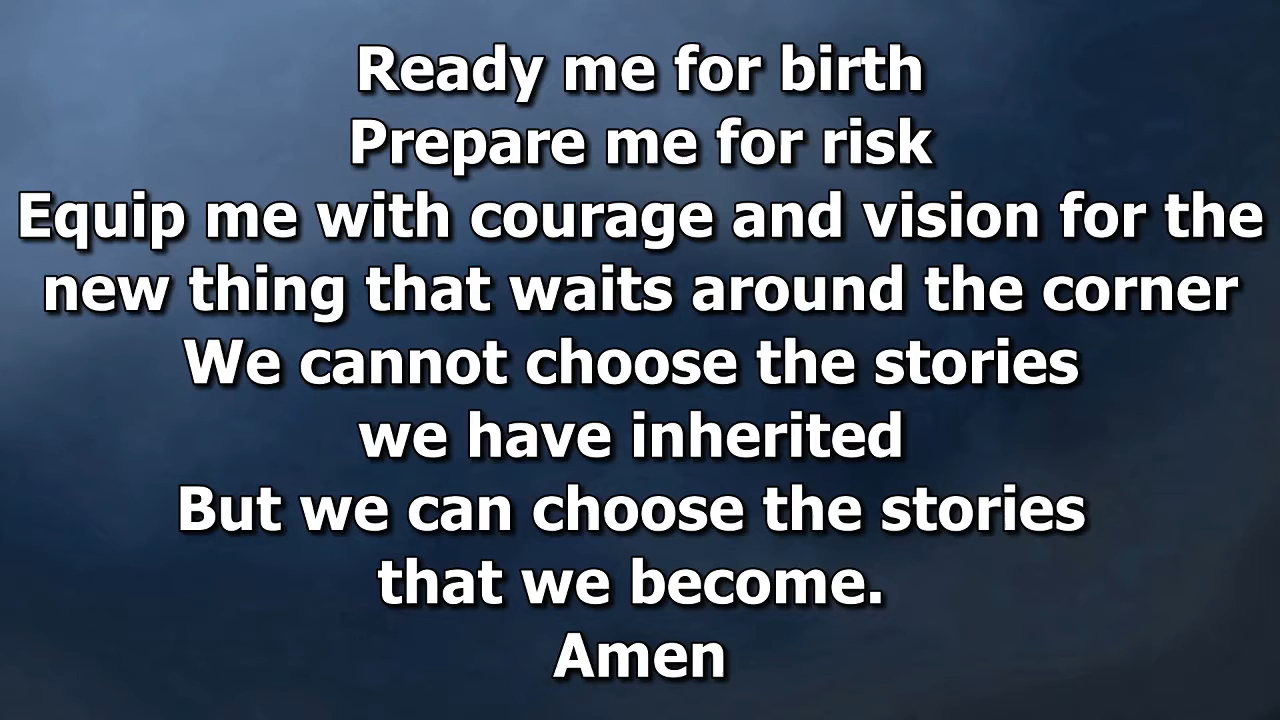 Ready me for birth
Prepare me for risk
Equip me with courage and vision for the
new thing that waits around the corner
We cannot choose the stories
we have inherited
But we can choose the stories
that we become.
Amen